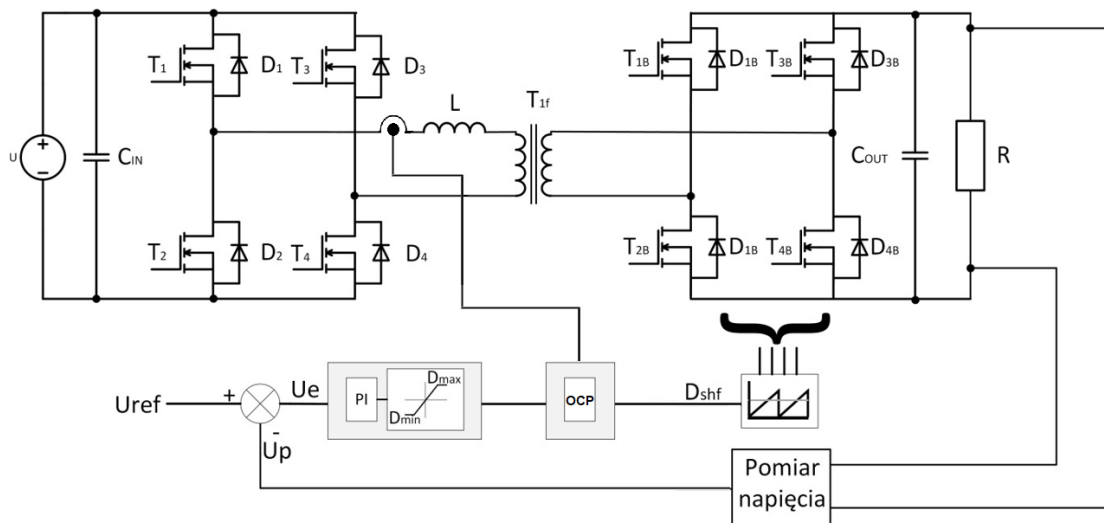 T1 D1 T3 D3 T1B D1B T3B D3B
U CIN L T1f COUT R
T2 D2 T4 D4 T2B D1B T4B D4B
Uref + Ue PI Dmax Dmin OCP Dshf
- Up
Pomiar
napięcia